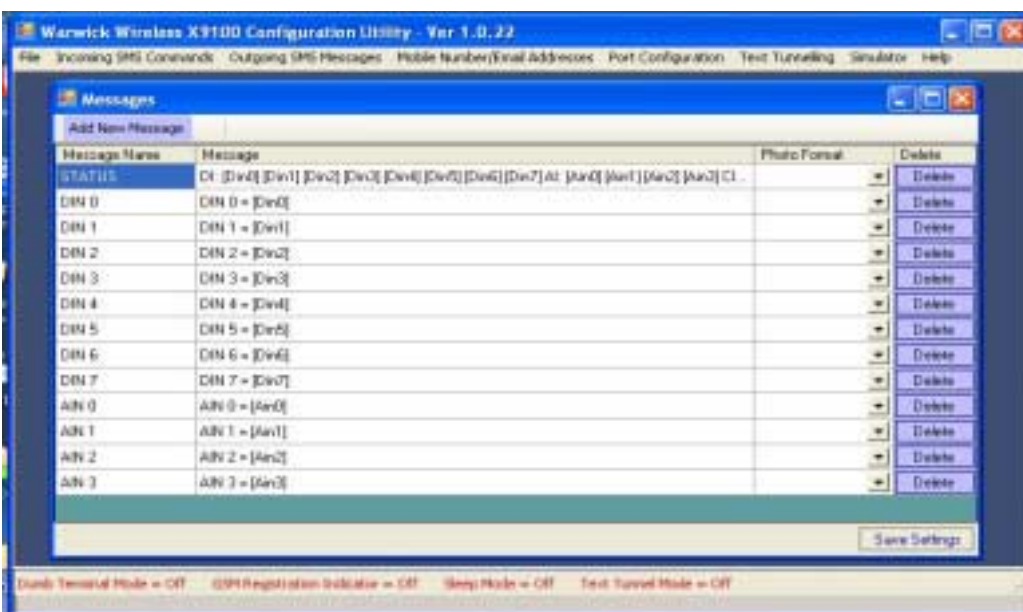 Warwick Wireless X9100 Configuration Utility - Ver 1.0.22
File Incoming SMS Commands Outgoing SMS Messages Mobile Number/Email Addresses Port Configuration Text Tunnelling Simulator Help
Messages
Add New Message
Message Name Message Photo Format Delete
STATUS DI: [Din0] [Din1] [Din2] [Din3] [Din4] [Din5] [Din6] [Din7] AI: [Ain0] [Ain1] [Ain2] [Ain3] Cl... Delete
DIN 0 DIN 0 = [Din0] Delete
DIN 1 DIN 1 = [Din1] Delete
DIN 2 DIN 2 = [Din2] Delete
DIN 3 DIN 3 = [Din3] Delete
DIN 4 DIN 4 = [Din4] Delete
DIN 5 DIN 5 = [Din5] Delete
DIN 6 DIN 6 = [Din6] Delete
DIN 7 DIN 7 = [Din7] Delete
AIN 0 AIN 0 = [Ain0] Delete
AIN 1 AIN 1 = [Ain1] Delete
AIN 2 AIN 2 = [Ain2] Delete
AIN 3 AIN 3 = [Ain3] Delete
Save Settings
Dumb Terminal Mode = Off GSM Registration Indicator = Off Sleep Mode = Off Text Tunnel Mode = Off